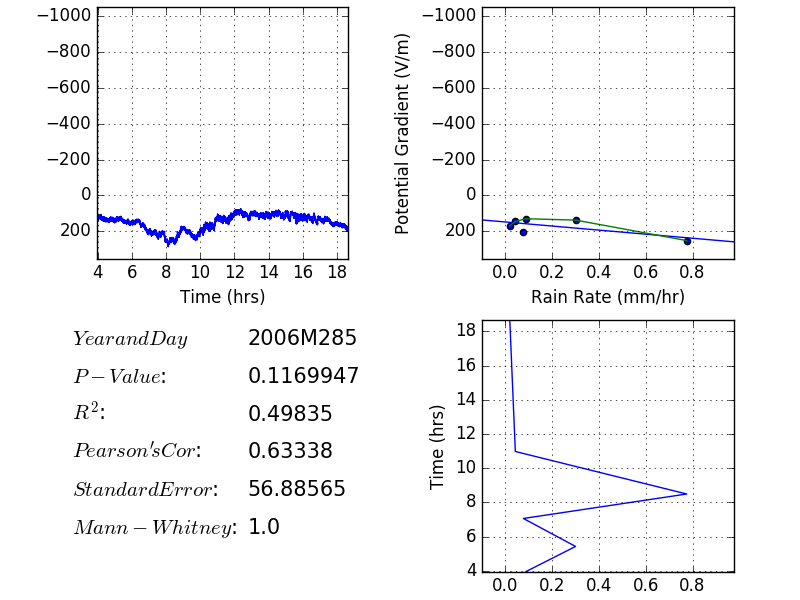 −1000
−800
−600
−400
−200
0
200
4 6 8 10 12 14 16 18
Time (hrs)
Potential Gradient (V/m)
−1000
−800
−600
−400
−200
0
200
0.0 0.2 0.4 0.6 0.8
Rain Rate (mm/hr)
YearandDay 2006M285
P−Value: 0.1169947
R²: 0.49835
Pearson'sCor: 0.63338
StandardError: 56.88565
Mann−Whitney: 1.0
Time (hrs)
18
16
14
12
10
8
6
4
0.0 0.2 0.4 0.6 0.8